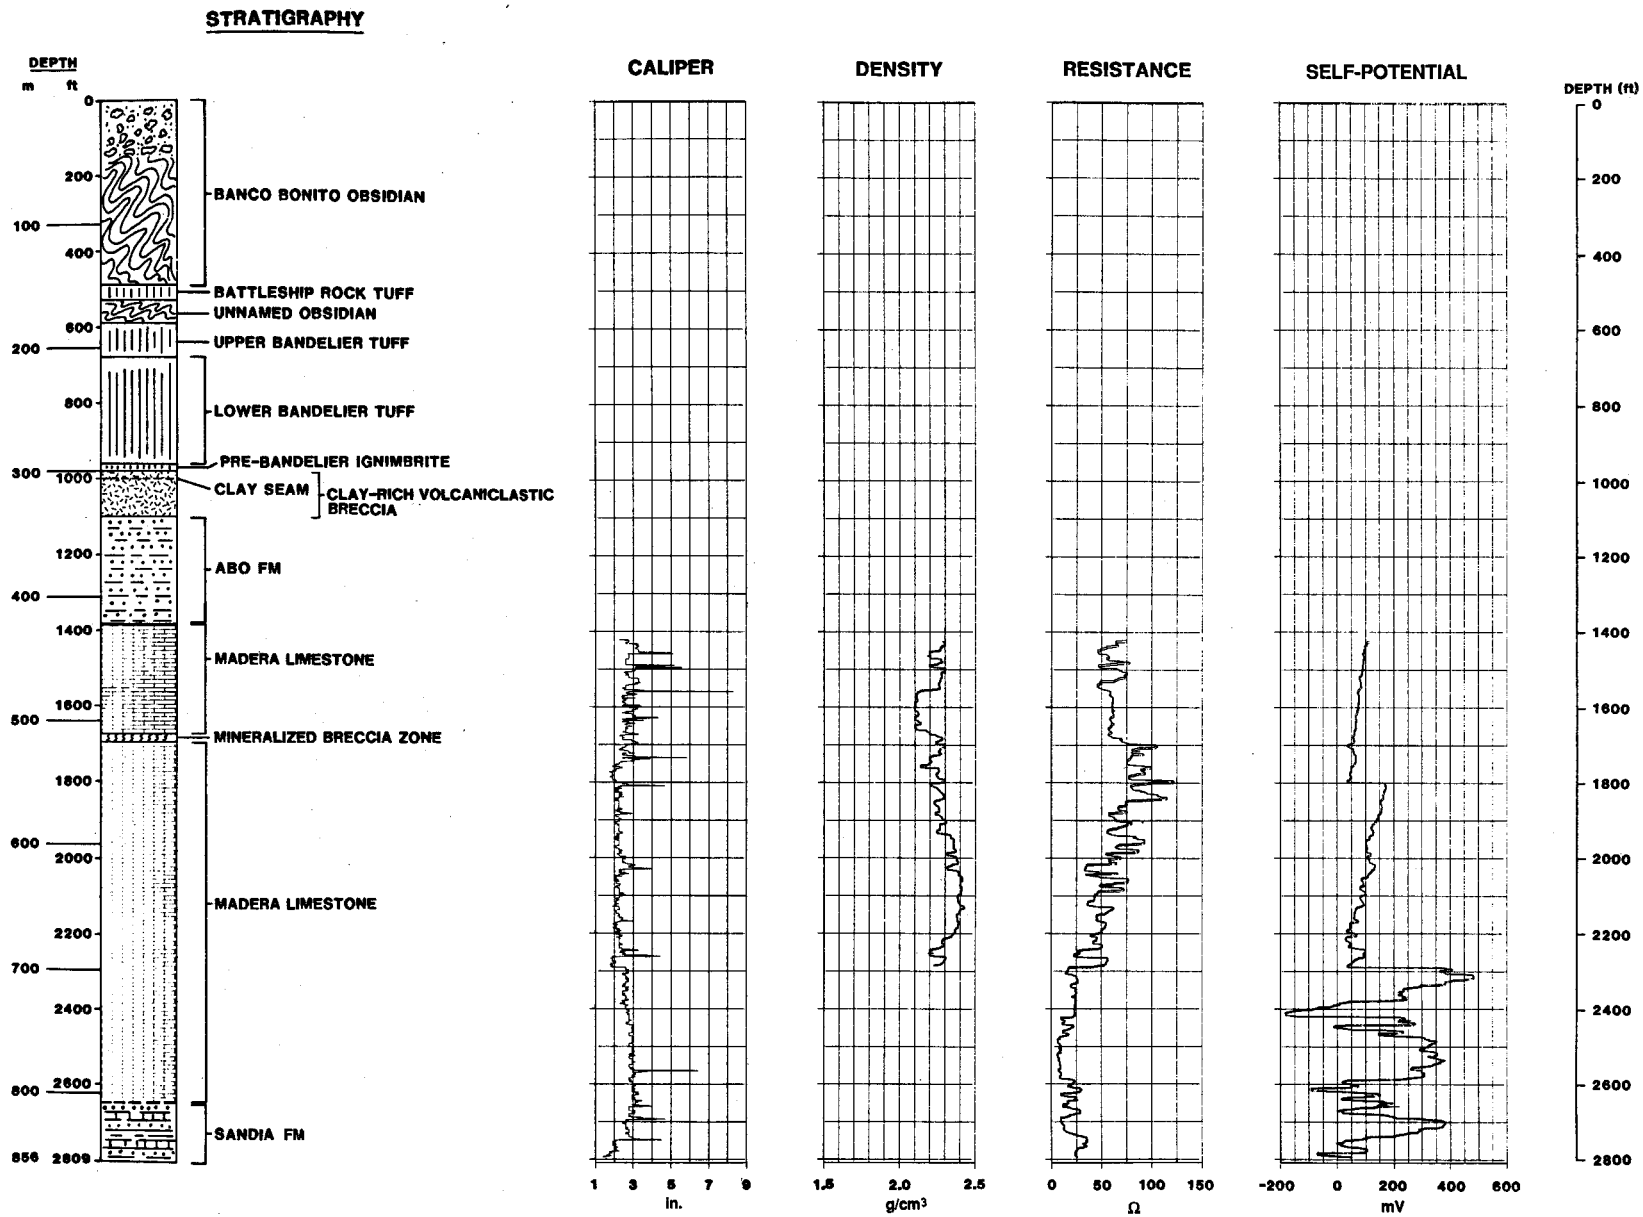 STRATIGRAPHY
DEPTH
m ft
CALIPER
DENSITY
RESISTANCE
SELF-POTENTIAL
DEPTH (ft)
0
0
200
200
BANCO BONITO OBSIDIAN
100
400
400
BATTLESHIP ROCK TUFF
UNNAMED OBSIDIAN
600
600
UPPER BANDELIER TUFF
200
800
800
LOWER BANDELIER TUFF
PRE-BANDELIER IGNIMBRITE
300
1000
1000
CLAY SEAM
CLAY-RICH VOLCANICLASTIC
BRECCIA
1200
1200
ABO FM
400
1400
1400
MADERA LIMESTONE
1600
1600
500
MINERALIZED BRECCIA ZONE
1800
1800
600
2000
2000
MADERA LIMESTONE
2200
2200
700
2400
2400
2600
2600
800
SANDIA FM
856 2809
2800
1 3 5 7 9
in.
1.5 2.0 2.5
g/cm³
0 50 100 150
Ω
-200 0 200 400 600
mV